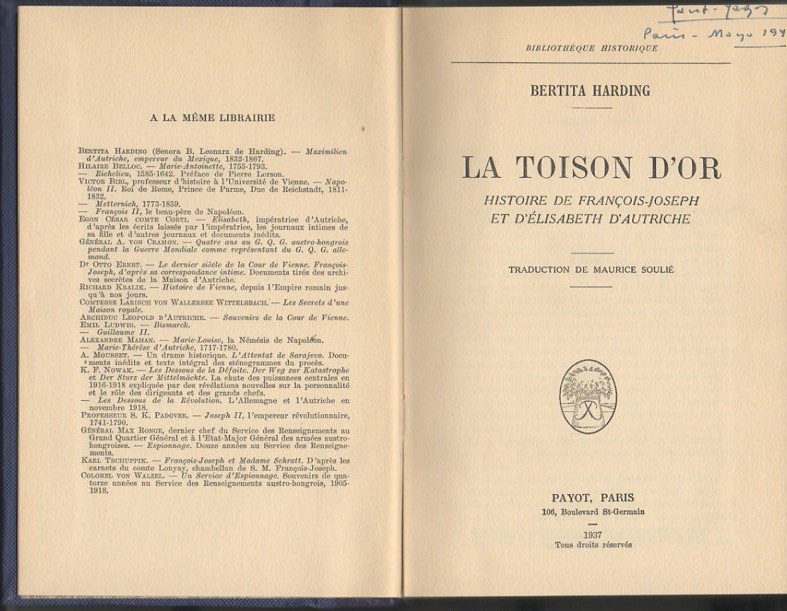 A LA MÊME LIBRAIRIE
BERTITA HARDING (Senora B. Leonarz de Harding). — Maximilien
d'Autriche, empereur du Mexique, 1832-1867.
HILAIRE BELLOC. — Marie-Antoinette, 1755-1793.
— Richelieu, 1585-1642. Préface de Pierre Lorson.
VICTOR BIBL, professeur d'histoire à l'Université de Vienne. — Napo-
léon II. Roi de Rome, Prince de Parme, Duc de Reichstadt, 1811-
1832.
— Metternich, 1773-1859.
— François II, le beau-père de Napoléon.
EGON CÉSAR COMTE CORTI. — Elisabeth, impératrice d'Autriche,
d'après les écrits laissés par l'impératrice, les journaux intimes de
sa fille et d'autres journaux et documents inédits.
GÉNÉRAL A. VON CRAMON. — Quatre ans au G. Q. G. austro-hongrois
pendant la Guerre Mondiale comme représentant du G. Q. G. alle-
mand.
Dr OTTO ERNST. — Le dernier siècle de la Cour de Vienne. François-
Joseph, d'après sa correspondance intime. Documents tirés des archi-
ves secrètes de la Maison d'Autriche.
RICHARD KRALIK. — Histoire de Vienne, depuis l'Empire romain jus-
qu'à nos jours.
COMTESSE LARISCH VON WALLERSEE WITTELSBACH. — Les Secrets d'une
Maison royale.
ARCHIDUC LEOPOLD D'AUTRICHE. — Souvenirs de la Cour de Vienne.
EMIL LUDWIG. — Bismarck.
— Guillaume II.
ALEXANDRE MAHAN. — Marie-Louise, la Némésis de Napoléon.
— Marie-Thérèse d'Autriche, 1717-1780.
A. MOUSSET. — Un drame historique. L'Attentat de Sarajevo. Docu-
ments inédits et texte intégral des sténogrammes du procès.
K. F. NOWAK. — Les Dessous de la Défaite. Der Weg zur Katastrophe
et Der Sturz der Mittelmächte. La chute des puissances centrales en
1916-1918 expliquée par des révélations nouvelles sur la personnalité
et le rôle des dirigeants et des grands chefs.
— Les Dessous de la Révolution. L'Allemagne et l'Autriche en
novembre 1918.
PROFESSEUR S. K. PADOVER. — Joseph II, l'empereur révolutionnaire,
1741-1790.
GÉNÉRAL MAX RONGE, dernier chef du Service des Renseignements au
Grand Quartier Général et à l'Etat-Major Général des armées austro-
hongroises. — Espionnage. Douze années au Service des Renseigne-
ments.
KARL TSCHUPPIK. — François-Joseph et Madame Schratt. D'après les
carnets du comte Lonyay, chambellan de S. M. François-Joseph.
COLONEL VON WALZEL. — Un Service d'Espionnage. Souvenirs de qua-
torze années au Service des Renseignements austro-hongrois, 1905-
1918.
Paris - Mayo
BIBLIOTHÈQUE HISTORIQUE
BERTITA HARDING
LA TOISON D'OR
HISTOIRE DE FRANÇOIS-JOSEPH
ET D'ÉLISABETH D'AUTRICHE
TRADUCTION DE MAURICE SOULIÉ
PAYOT, PARIS
106, Boulevard St-Germain
1937
Tous droits réservés